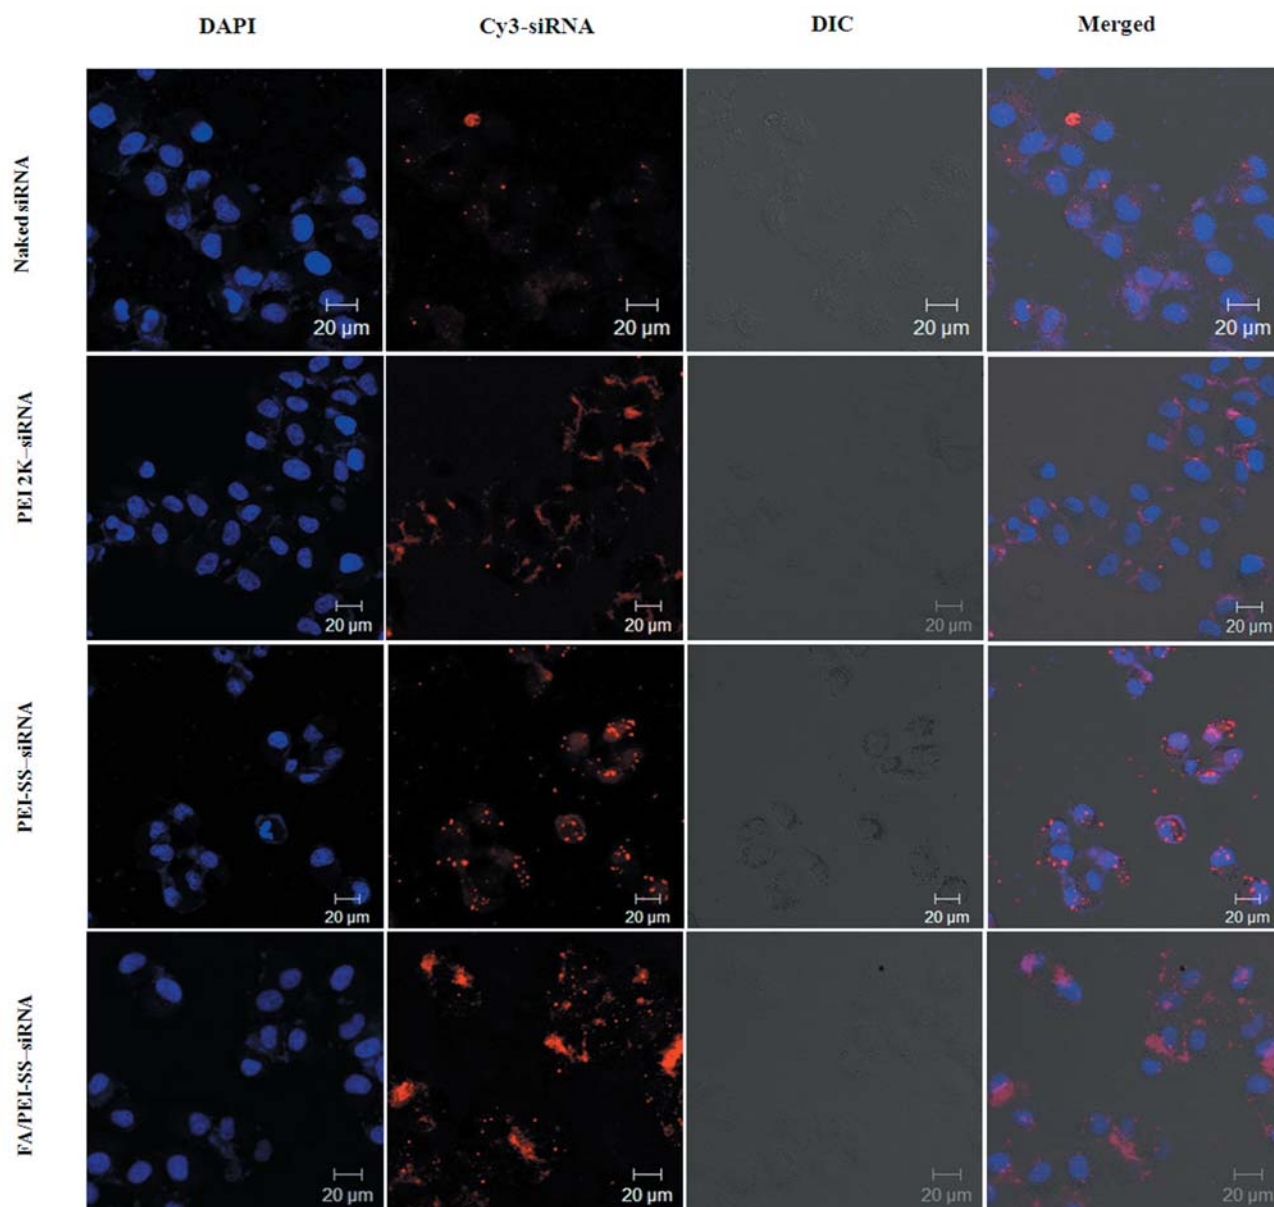 DAPI Cy3-siRNA DIC Merged
Naked siRNA
20 µm 20 µm 20 µm 20 µm
PEI 2K–siRNA
20 µm 20 µm 20 µm 20 µm
PEI-SS–siRNA
20 µm 20 µm 20 µm 20 µm
FA/PEI-SS–siRNA
20 µm 20 µm 20 µm 20 µm